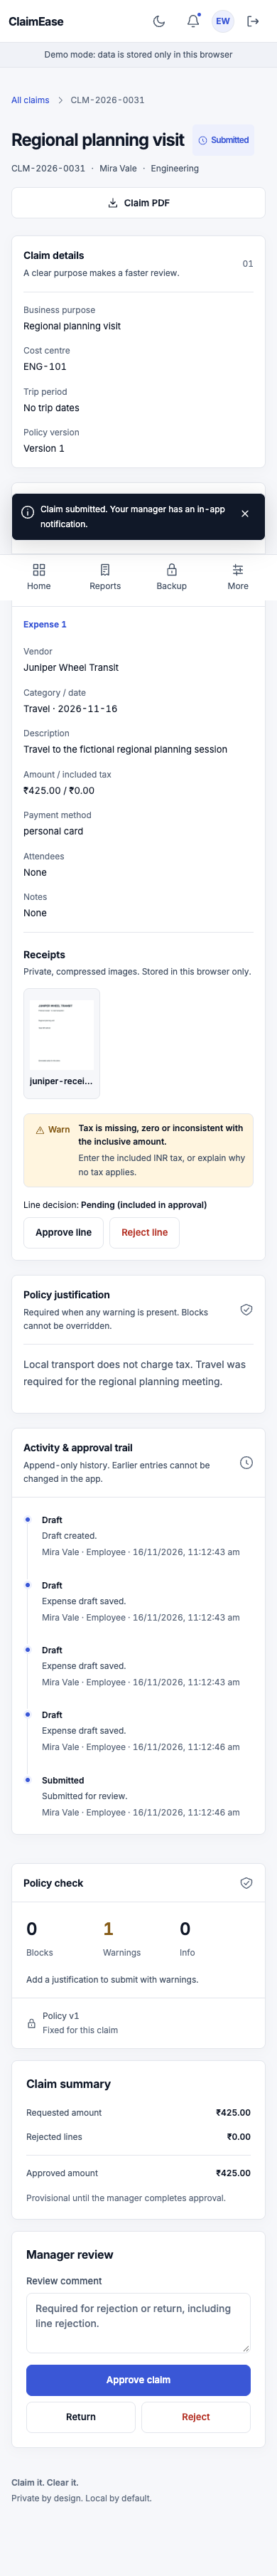 ClaimEase
EW
Demo mode: data is stored only in this browser
All claims
CLM-2026-0031
Regional planning visit
Submitted
CLM-2026-0031 · Mira Vale · Engineering
Claim PDF
Claim details
A clear purpose makes a faster review.
01
Business purpose
Regional planning visit
Cost centre
ENG-101
Trip period
No trip dates
Policy version
Version 1
Claim submitted. Your manager has an in-app
notification.
Home
Reports
Backup
More
Expense 1
Vendor
Juniper Wheel Transit
Category / date
Travel · 2026-11-16
Description
Travel to the fictional regional planning session
Amount / included tax
₹425.00 / ₹0.00
Payment method
personal card
Attendees
None
Notes
None
Receipts
Private, compressed images. Stored in this browser only.
JUNIPER WHEEL TRANSIT
juniper-recei...
Warn
Tax is missing, zero or inconsistent with
the inclusive amount.
Enter the included INR tax, or explain why
no tax applies.
Line decision: Pending (included in approval)
Approve line
Reject line
Policy justification
Required when any warning is present. Blocks
cannot be overridden.
Local transport does not charge tax. Travel was
required for the regional planning meeting.
Activity & approval trail
Append-only history. Earlier entries cannot be
changed in the app.
Draft
Draft created.
Mira Vale · Employee · 16/11/2026, 11:12:43 am
Draft
Expense draft saved.
Mira Vale · Employee · 16/11/2026, 11:12:43 am
Draft
Expense draft saved.
Mira Vale · Employee · 16/11/2026, 11:12:43 am
Draft
Expense draft saved.
Mira Vale · Employee · 16/11/2026, 11:12:46 am
Submitted
Submitted for review.
Mira Vale · Employee · 16/11/2026, 11:12:46 am
Policy check
0
1
0
Blocks
Warnings
Info
Add a justification to submit with warnings.
Policy v1
Fixed for this claim
Claim summary
Requested amount
₹425.00
Rejected lines
₹0.00
Approved amount
₹425.00
Provisional until the manager completes approval.
Manager review
Review comment
Required for rejection or return, including
line rejection.
Approve claim
Return
Reject
Claim it. Clear it.
Private by design. Local by default.